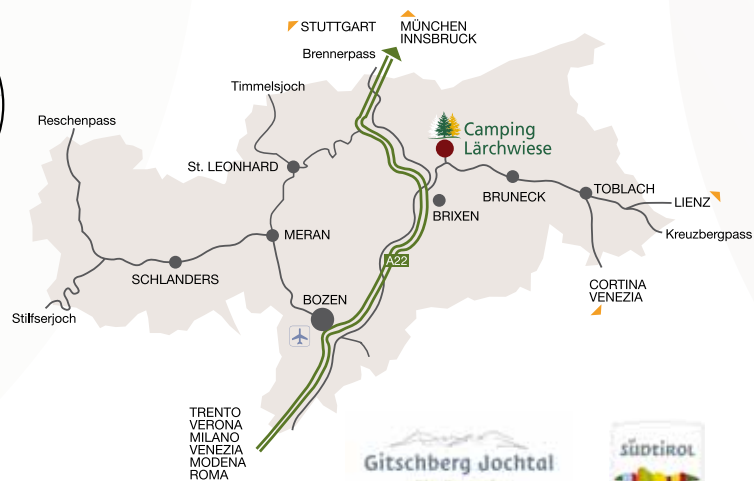 STUTTGART
MÜNCHEN
INNSBRUCK
Brennerpass
Timmelsjoch
Reschenpass
Camping
Lärchwiese
St. LEONHARD
BRUNECK
TOBLACH
LIENZ
BRIXEN
Kreuzbergpass
MERAN
A22
SCHLANDERS
CORTINA
VENEZIA
BOZEN
Stilfserjoch
TRENTO
VERONA
MILANO
VENEZIA
MODENA
ROMA
Gitschberg Jochtal
SÜDTIROL